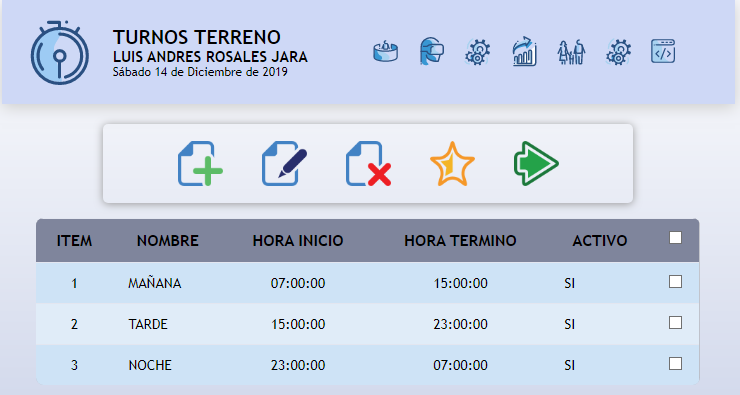 TURNOS TERRENO
LUIS ANDRES ROSALES JARA
Sábado 14 de Diciembre de 2019
ITEM NOMBRE HORA INICIO HORA TERMINO ACTIVO
1 MAÑANA 07:00:00 15:00:00 SI
2 TARDE 15:00:00 23:00:00 SI
3 NOCHE 23:00:00 07:00:00 SI